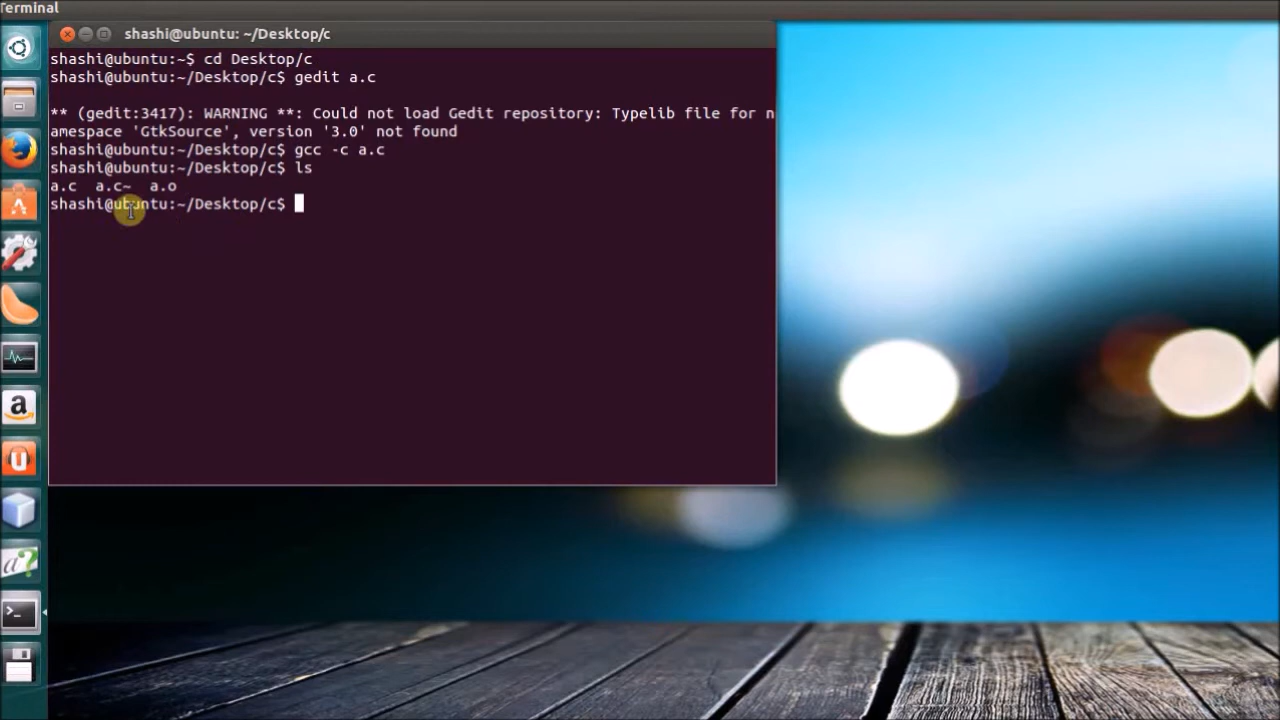 Terminal
shashi@ubuntu: ~/Desktop/c
shashi@ubuntu:~$ cd Desktop/c
shashi@ubuntu:~/Desktop/c$ gedit a.c
** (gedit:3417): WARNING **: Could not load Gedit repository: Typelib file for n
amespace 'GtkSource', version '3.0' not found
shashi@ubuntu:~/Desktop/c$ gcc -c a.c
shashi@ubuntu:~/Desktop/c$ ls
a.c  a.c~  a.o
shashi@ubuntu:~/Desktop/c$